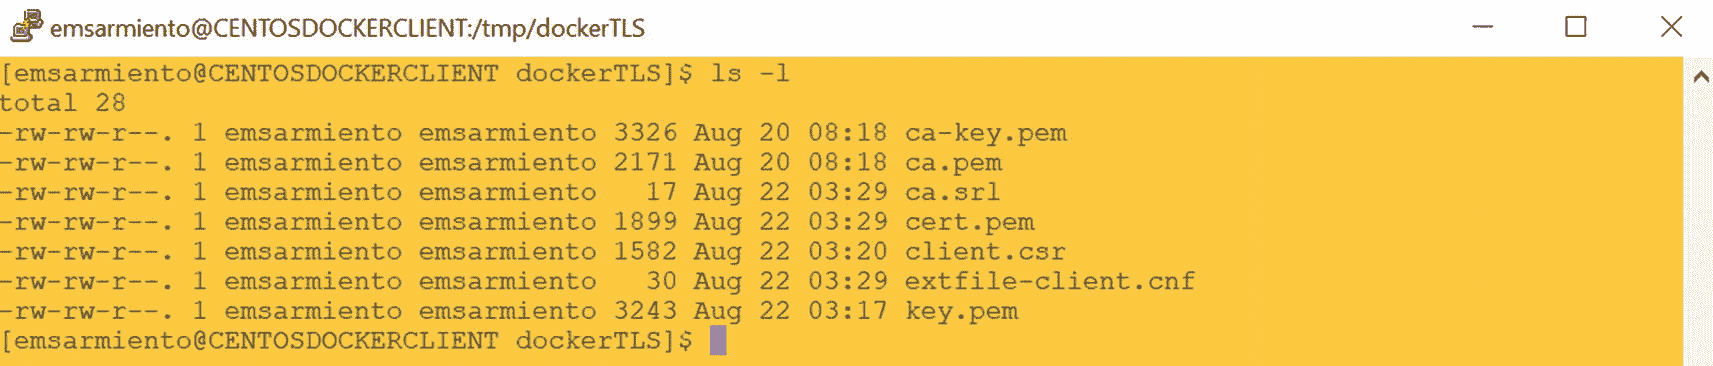 emsarmiento@CENTOSDOCKERCLIENT:/tmp/dockerTLS
[emsarmiento@CENTOSDOCKERCLIENT dockerTLS]$ ls -l
total 28
-rw-rw-r--. 1 emsarmiento emsarmiento 3326 Aug 20 08:18 ca-key.pem
-rw-rw-r--. 1 emsarmiento emsarmiento 2171 Aug 20 08:18 ca.pem
-rw-rw-r--. 1 emsarmiento emsarmiento   17 Aug 22 03:29 ca.srl
-rw-rw-r--. 1 emsarmiento emsarmiento 1899 Aug 22 03:29 cert.pem
-rw-rw-r--. 1 emsarmiento emsarmiento 1582 Aug 22 03:20 client.csr
-rw-rw-r--. 1 emsarmiento emsarmiento   30 Aug 22 03:29 extfile-client.cnf
-rw-rw-r--. 1 emsarmiento emsarmiento 3243 Aug 22 03:17 key.pem
[emsarmiento@CENTOSDOCKERCLIENT dockerTLS]$